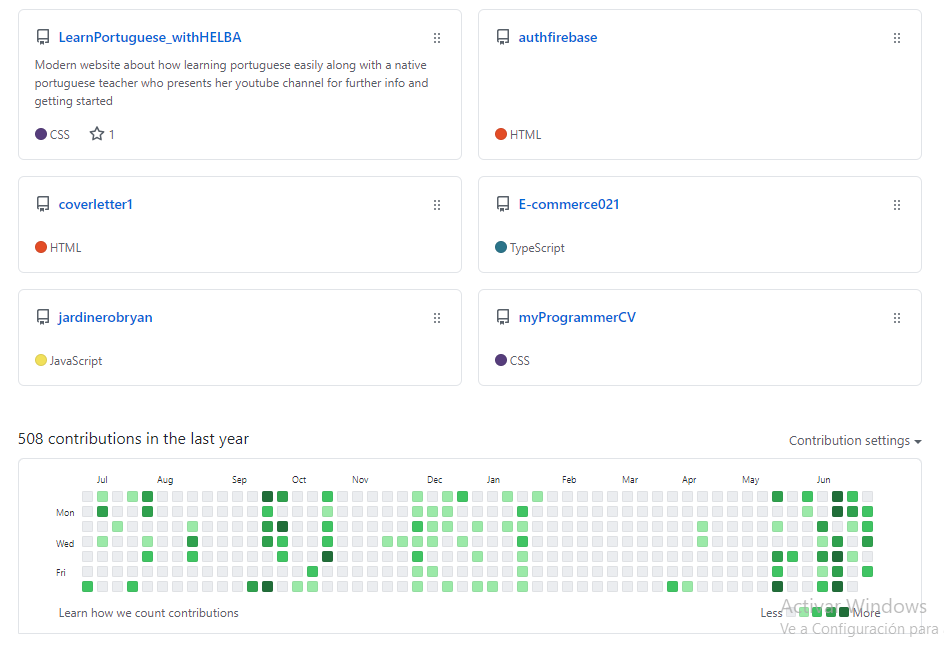 LearnPortuguese_withHELBA
Modern website about how learning portuguese easily along with a native
portuguese teacher who presents her youtube channel for further info and
getting started
CSS 1
authfirebase
HTML
coverletter1
HTML
E-commerce021
TypeScript
jardinerobryan
JavaScript
myProgrammerCV
CSS
508 contributions in the last year
Contribution settings
Jul Aug Sep Oct Nov Dec Jan Feb Mar Apr May Jun
Mon
Wed
Fri
Learn how we count contributions
Less More
Activar Windows
Ve a Configuración para